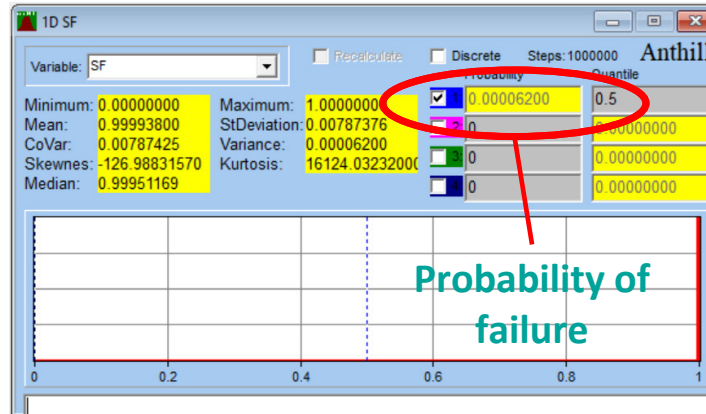 1D SF
Variable: SF
Recalculate
Discrete Steps: 1000000 Anthill
Probability Quantile
Minimum: 0.00000000 Maximum: 1.00000000 1: 0.00006200 0.5
Mean: 0.99993800 StDeviation: 0.00787376 2: 0 0.00000000
CoVar: 0.00787425 Variance: 0.00006200 3: 0 0.00000000
Skewnes: -126.98831570 Kurtosis: 16124.03232000 0 0.00000000
Median: 0.99951169
Probability of
failure
0 0.2 0.4 0.6 0.8 1